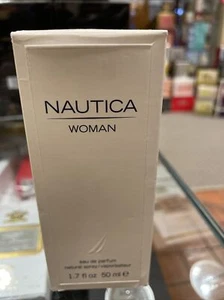 NAUTICA
WOMAN
eau de parfum
natural spray vaporisateur
1.7 fl oz 50 ml e